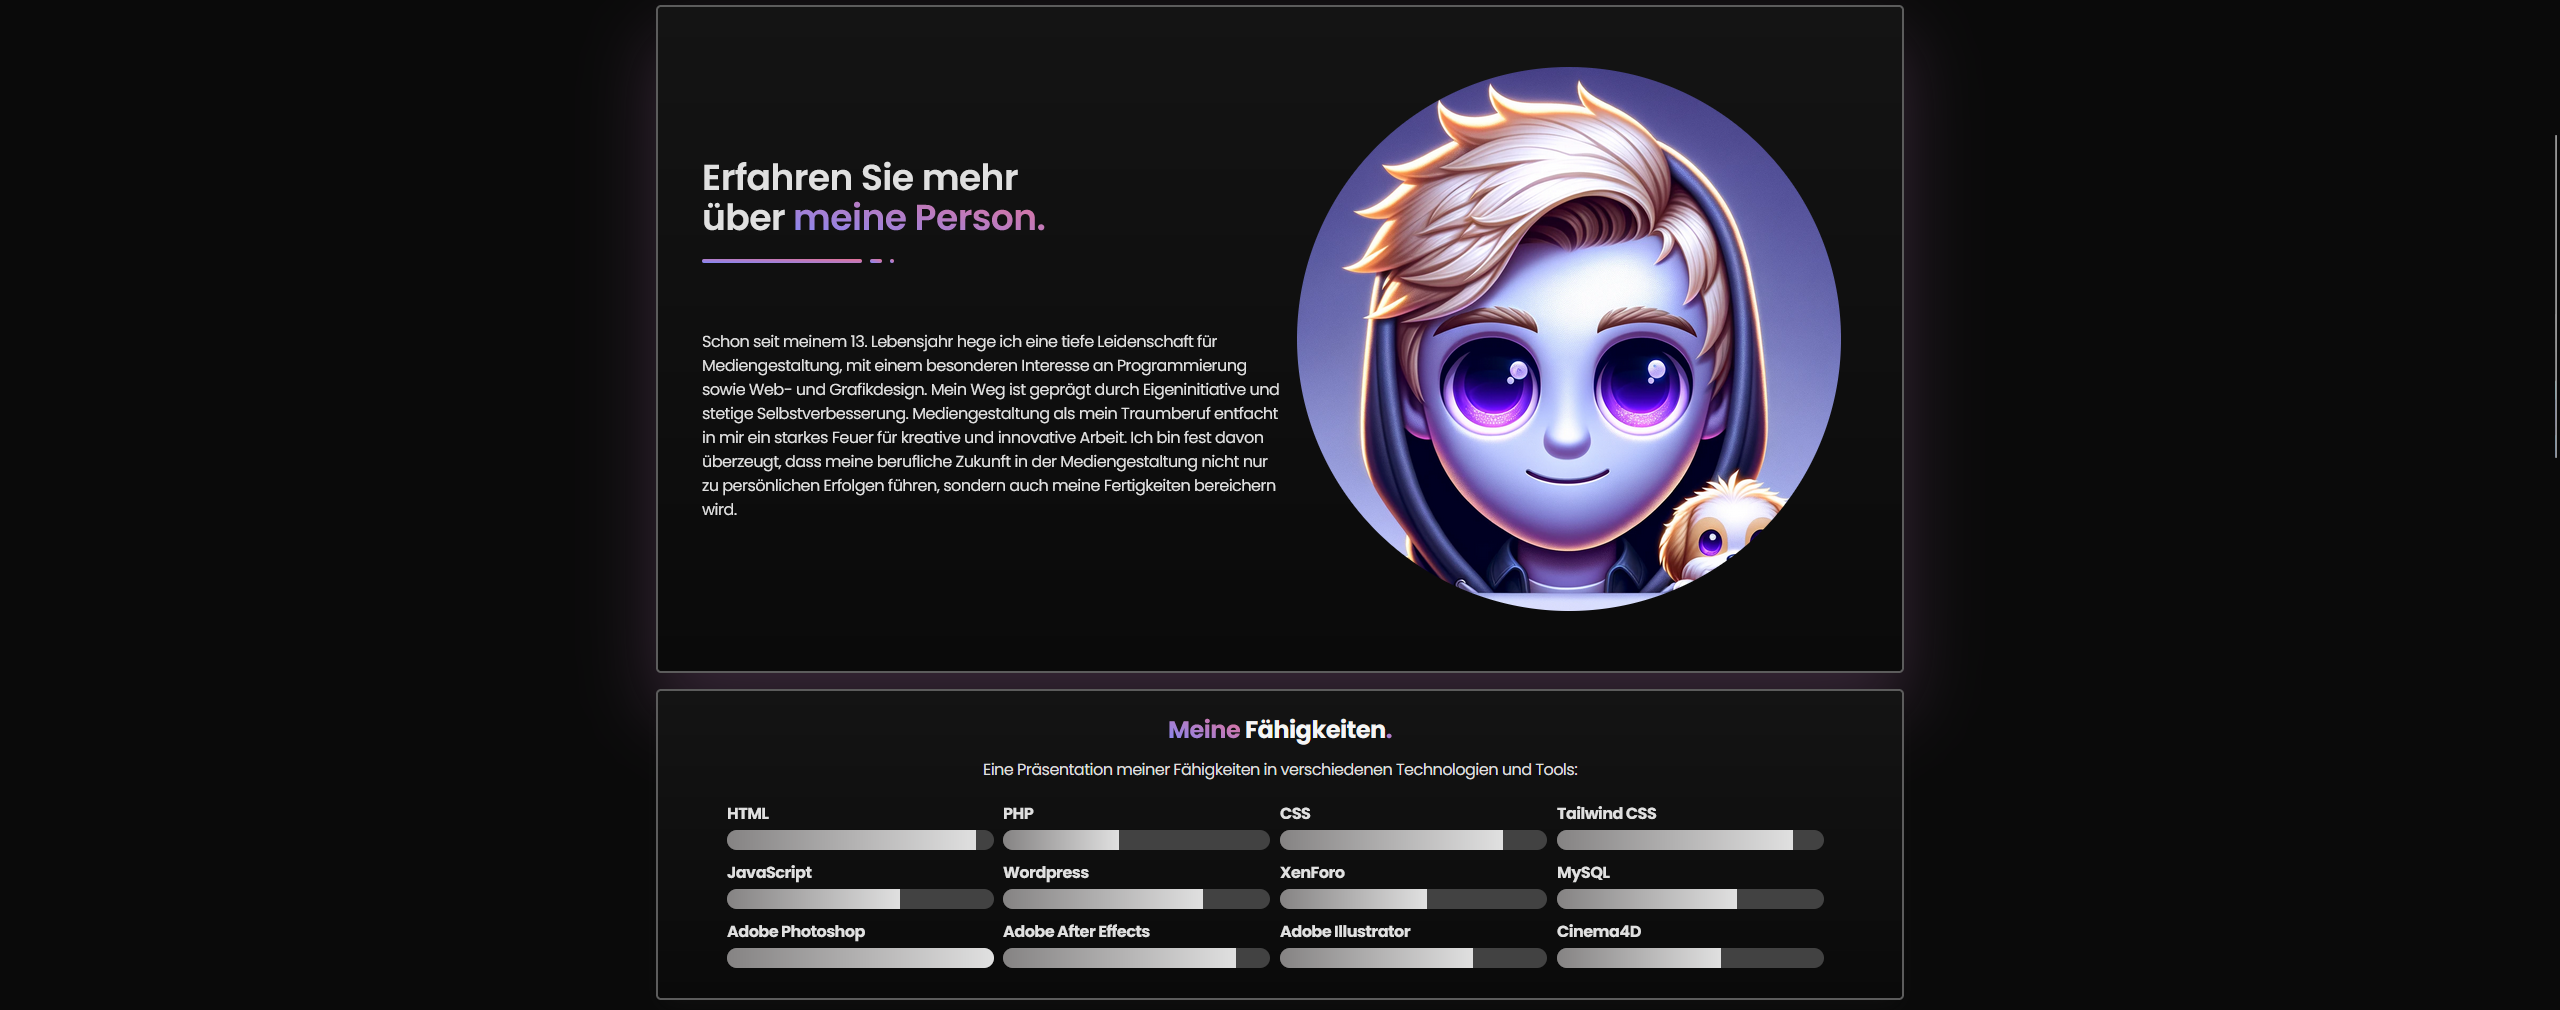 Erfahren Sie mehr
über meine Person.
Schon seit meinem 13. Lebensjahr hege ich eine tiefe Leidenschaft für
Mediengestaltung, mit einem besonderen Interesse an Programmierung
sowie Web- und Grafikdesign. Mein Weg ist geprägt durch Eigeninitiative und
stetige Selbstverbesserung. Mediengestaltung als mein Traumberuf entfacht
in mir ein starkes Feuer für kreative und innovative Arbeit. Ich bin fest davon
überzeugt, dass meine berufliche Zukunft in der Mediengestaltung nicht nur
zu persönlichen Erfolgen führen, sondern auch meine Fertigkeiten bereichern
wird.
Meine Fähigkeiten.
Eine Präsentation meiner Fähigkeiten in verschiedenen Technologien und Tools:
HTML
PHP
CSS
Tailwind CSS
JavaScript
Wordpress
XenForo
MySQL
Adobe Photoshop
Adobe After Effects
Adobe Illustrator
Cinema4D